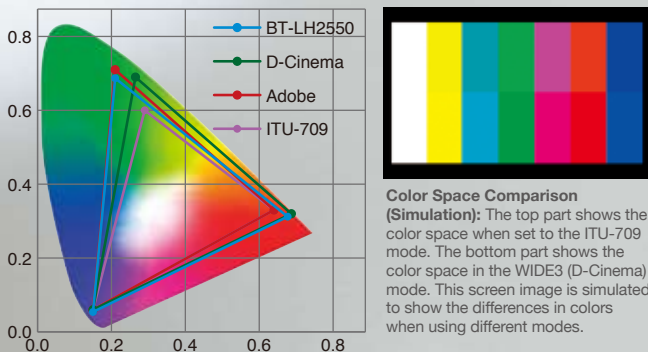 0.8
0.6
0.4
0.2
0.0
0.0 0.2 0.4 0.6 0.8
BT-LH2550
D-Cinema
Adobe
ITU-709
Color Space Comparison
(Simulation): The top part shows the
color space when set to the ITU-709
mode. The bottom part shows the
color space in the WIDE3 (D-Cinema)
mode. This screen image is simulated
to show the differences in colors
when using different modes.